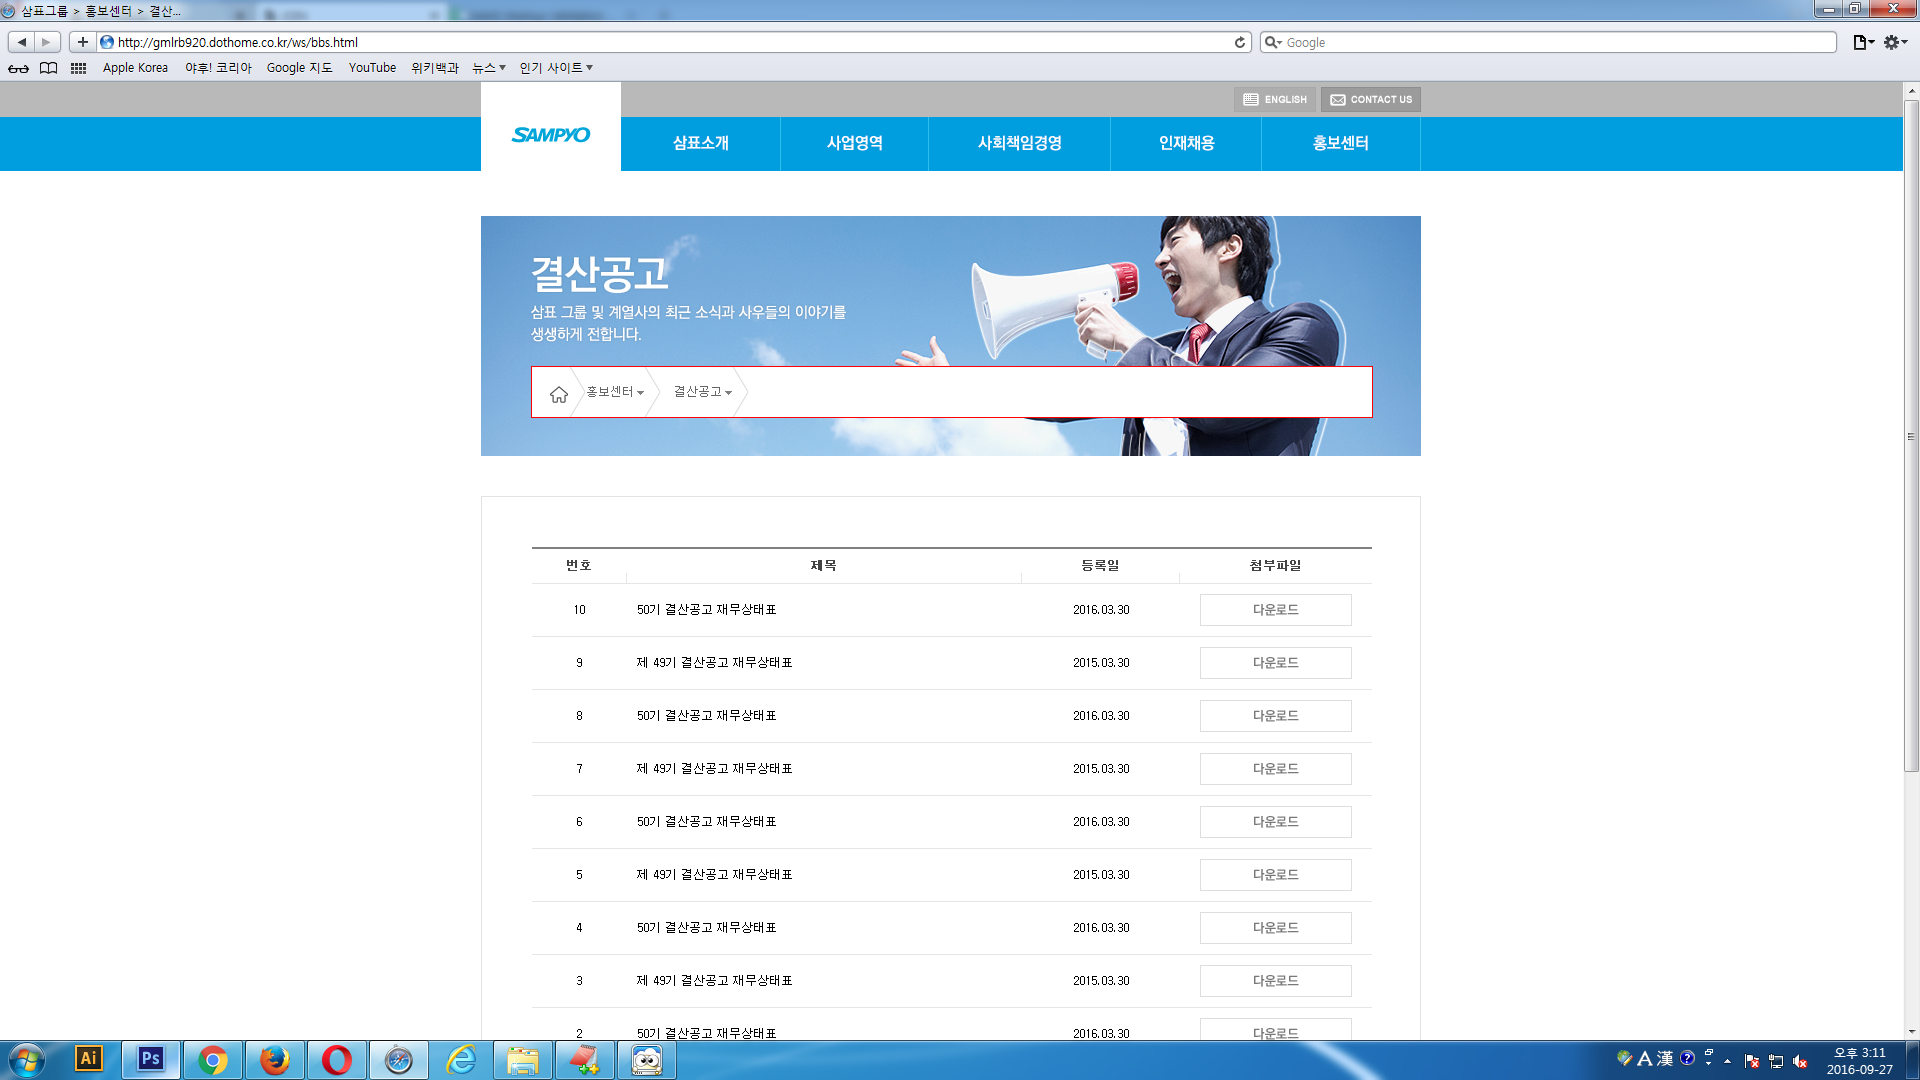 삼표그룹 > 홍보센터 > 결산...
http://gmlrb920.dothome.co.kr/ws/bbs.html
Google
Apple Korea 야후! 코리아 Google 지도 YouTube 위키백과 뉴스 인기 사이트
ENGLISH CONTACT US
SAMPYO 삼표소개 사업영역 사회책임경영 인재채용 홍보센터
결산공고
삼표 그룹 및 계열사의 최근 소식과 사우들의 이야기를
생생하게 전합니다.
홍보센터 결산공고
번호 제목 등록일 첨부파일
10 50기 결산공고 재무상태표 2016.03.30 다운로드
9 제 49기 결산공고 재무상태표 2015.03.30 다운로드
8 50기 결산공고 재무상태표 2016.03.30 다운로드
7 제 49기 결산공고 재무상태표 2015.03.30 다운로드
6 50기 결산공고 재무상태표 2016.03.30 다운로드
5 제 49기 결산공고 재무상태표 2015.03.30 다운로드
4 50기 결산공고 재무상태표 2016.03.30 다운로드
3 제 49기 결산공고 재무상태표 2015.03.30 다운로드
2 50기 결산공고 재무상태표 2016.03.30 다운로드
Ai Ps A 漢 오후 3:11
2016-09-27